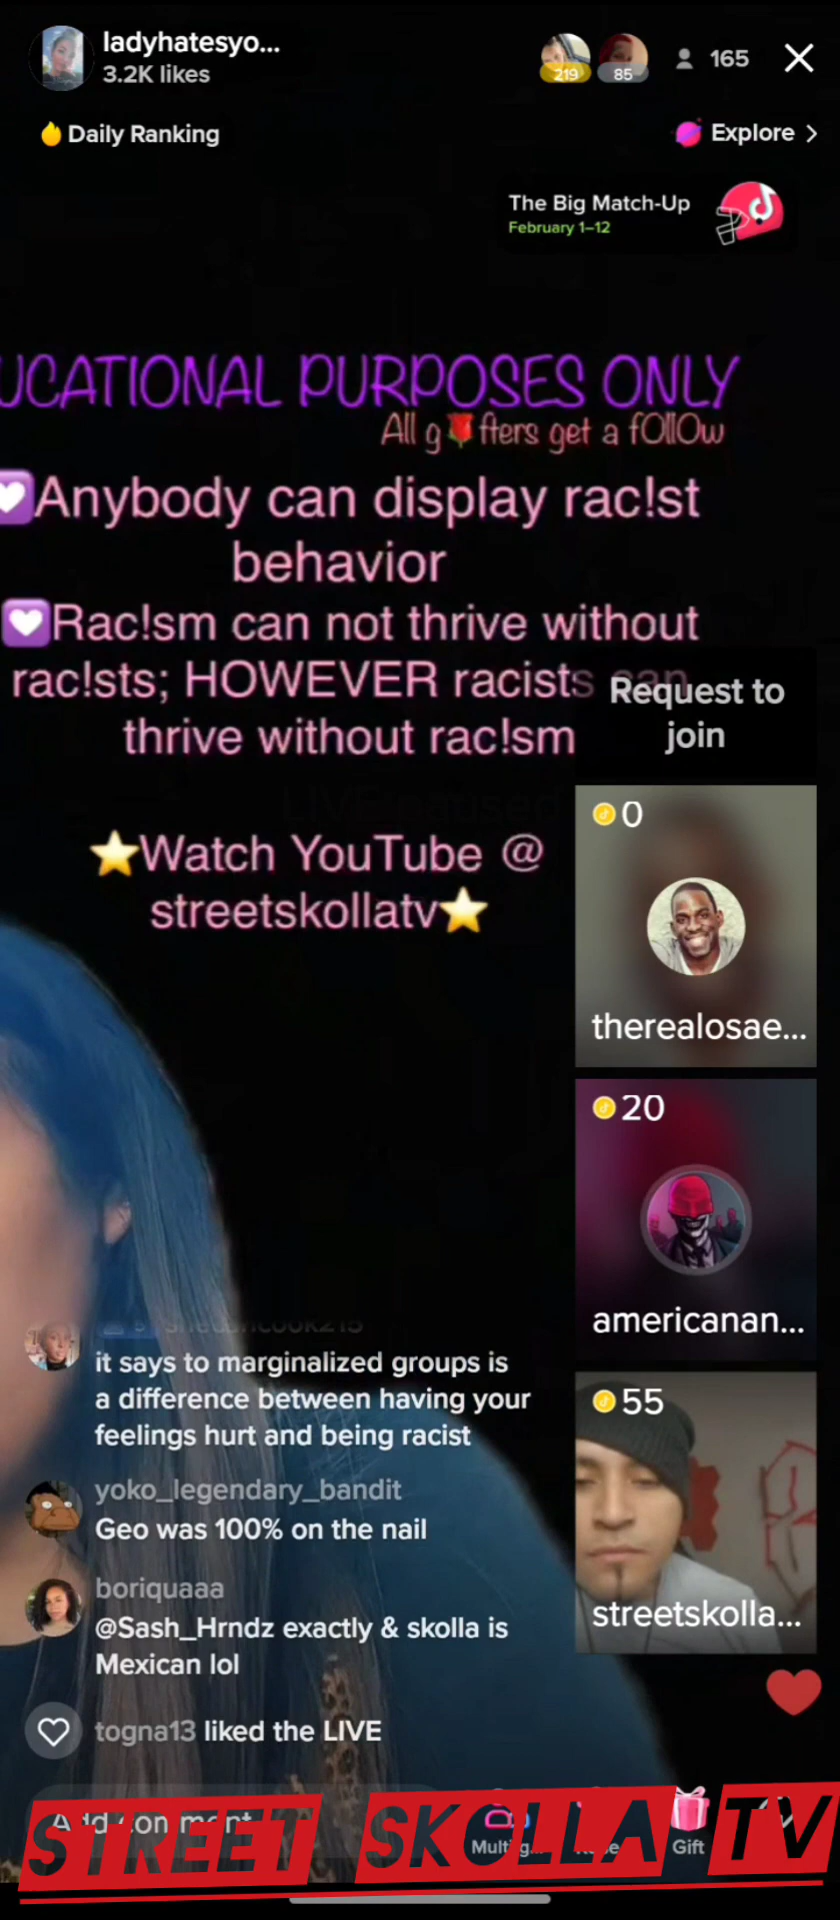 ladyhatesyo...
3.2K likes
219
85
165
Daily Ranking
Explore >
The Big Match-Up
February 1–12
UCATIONAL PURPOSES ONLY
All g🌹fters get a fOllOw
💟Anybody can display rac!st
behavior
💟Rac!sm can not thrive without
rac!sts; HOWEVER racists can
thrive without rac!sm
Request to
join
⭐Watch YouTube @
streetskollatv⭐
0
therealosae...
20
americanan...
55
streetskolla...
it says to marginalized groups is
a difference between having your
feelings hurt and being racist
yoko_legendary_bandit
Geo was 100% on the nail
boriquaaa
@Sash_Hrndz exactly & skolla is
Mexican lol
togna13 liked the LIVE
Add comment
Gift
STREET SKOLLA TV